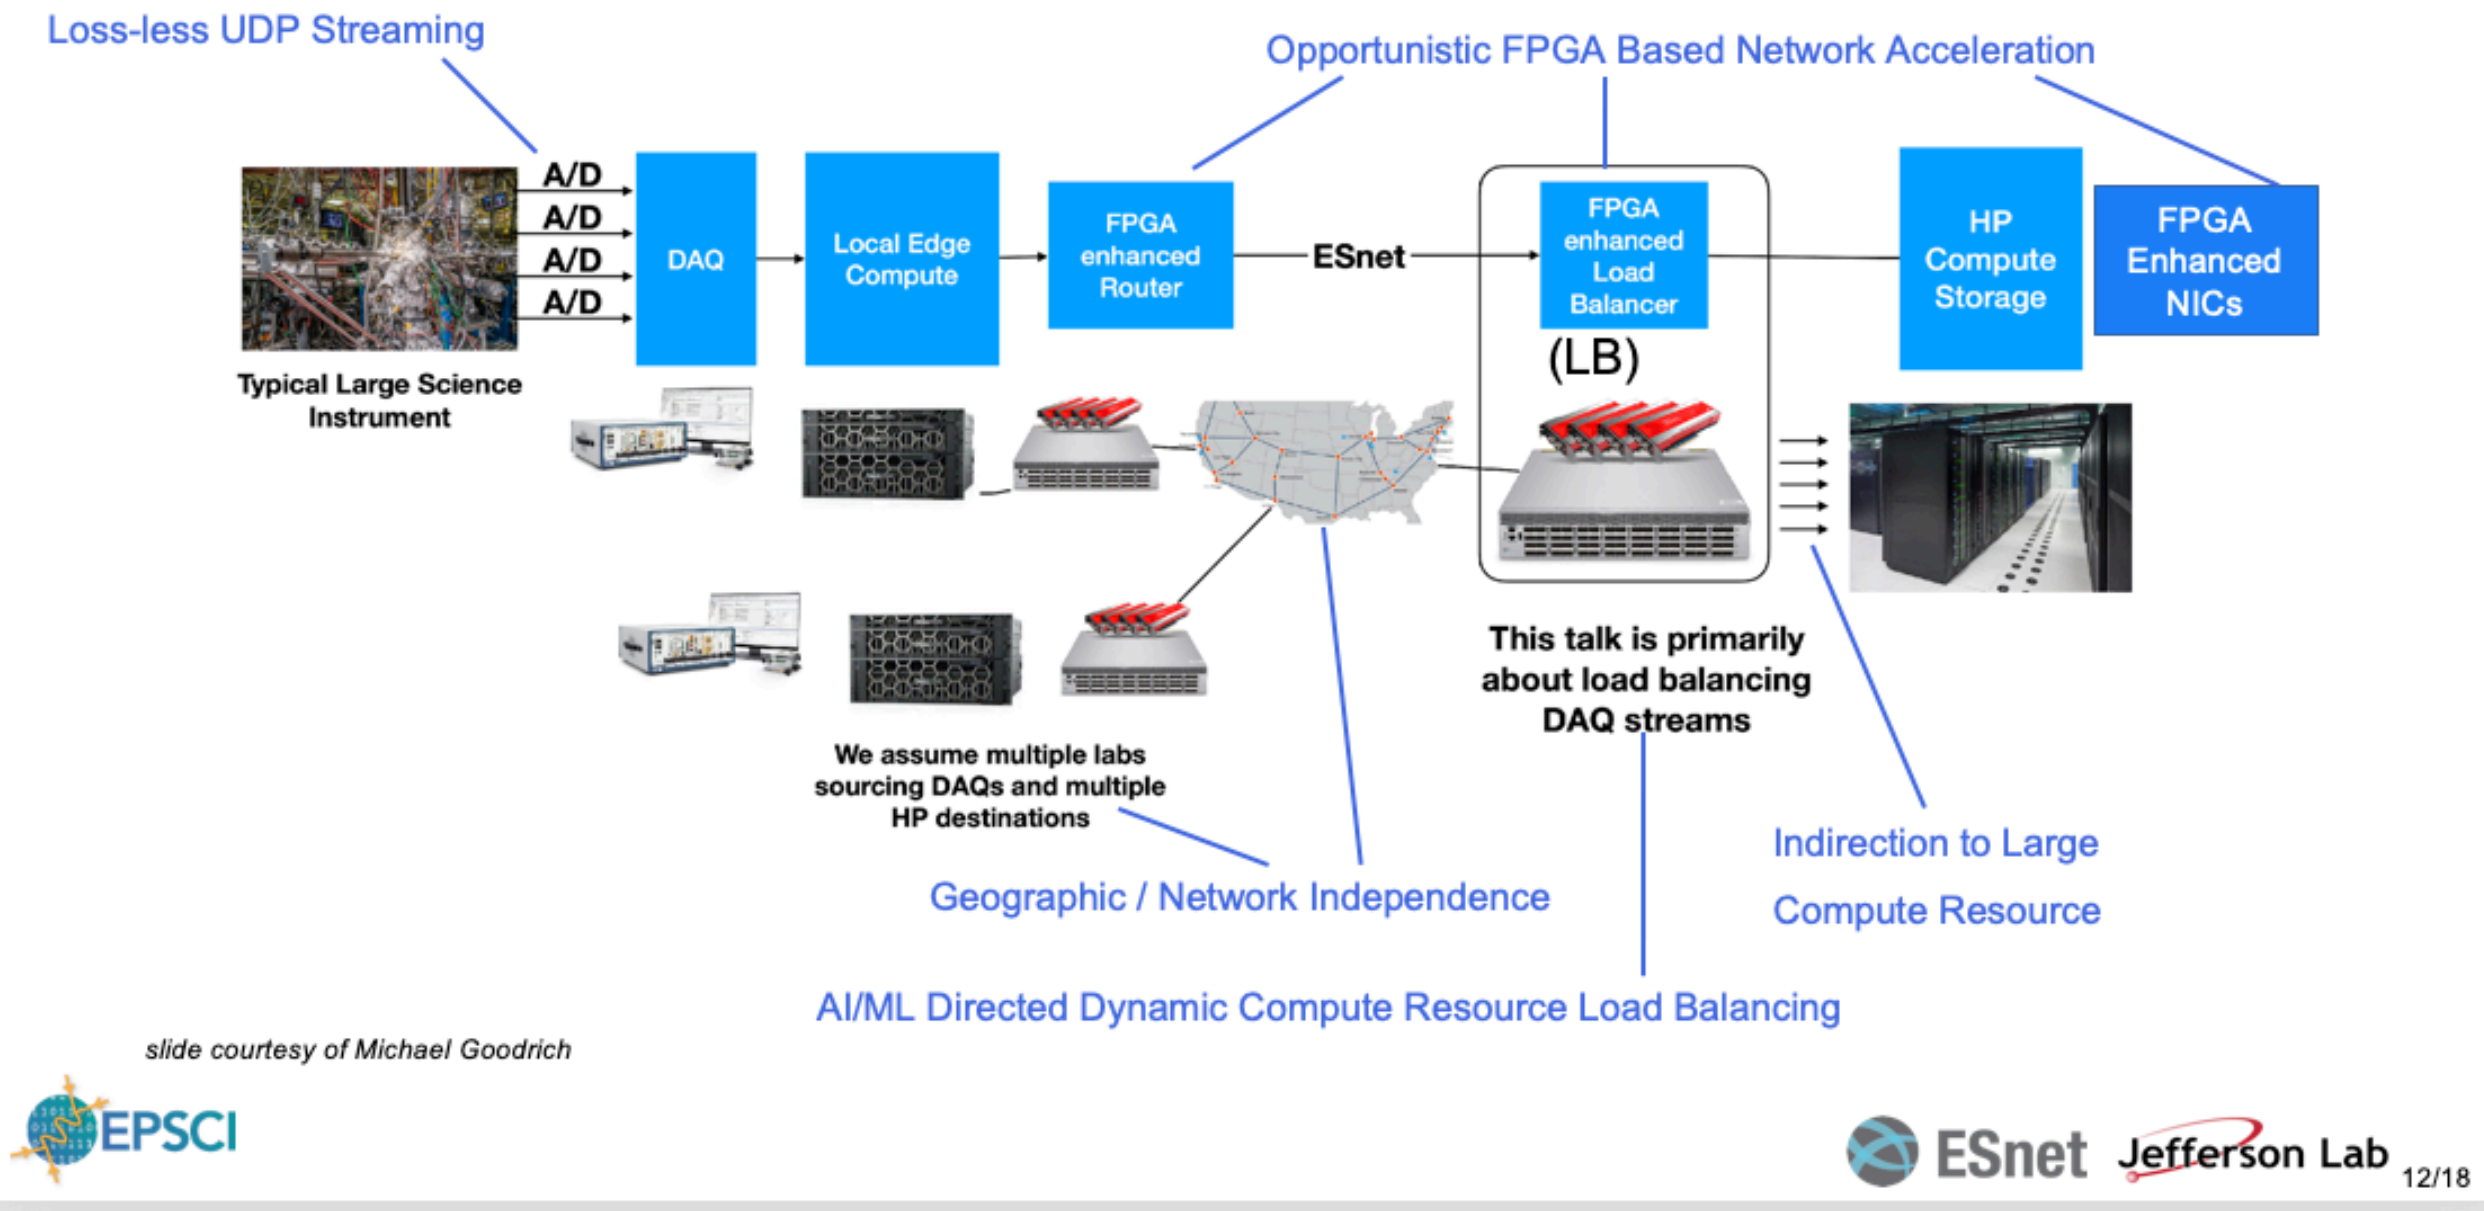 Loss-less UDP Streaming
Opportunistic FPGA Based Network Acceleration
A/D
A/D
A/D
A/D
DAQ
Local Edge
Compute
FPGA
enhanced
Router
ESnet
FPGA
enhanced
Load
Balancer
(LB)
HP
Compute
Storage
FPGA
Enhanced
NICs
Typical Large Science
Instrument
This talk is primarily
about load balancing
DAQ streams
We assume multiple labs
sourcing DAQs and multiple
HP destinations
Indirection to Large
Compute Resource
Geographic / Network Independence
AI/ML Directed Dynamic Compute Resource Load Balancing
slide courtesy of Michael Goodrich
EPSCI
ESnet
Jefferson Lab
12/18